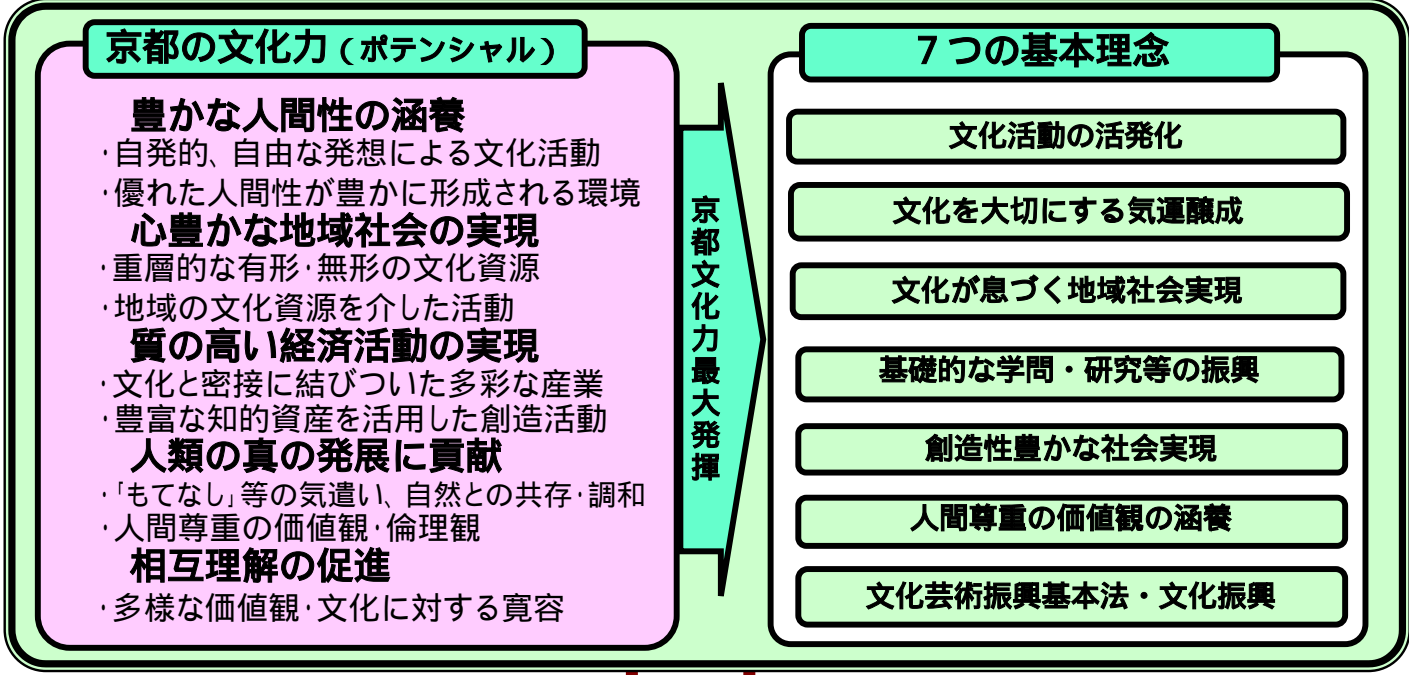 京都の文化力（ポテンシャル）
豊かな人間性の涵養
・自発的、自由な発想による文化活動
・優れた人間性が豊かに形成される環境
心豊かな地域社会の実現
・重層的な有形・無形の文化資源
・地域の文化資源を介した活動
質の高い経済活動の実現
・文化と密接に結びついた多彩な産業
・豊富な知的資産を活用した創造活動
人類の真の発展に貢献
・「もてなし」等の気遣い、自然との共存・調和
・人間尊重の価値観・倫理観
相互理解の促進
・多様な価値観・文化に対する寛容
京都文化力最大発揮
７つの基本理念
文化活動の活発化
文化を大切にする気運醸成
文化が息づく地域社会実現
基礎的な学問・研究等の振興
創造性豊かな社会実現
人間尊重の価値観の涵養
文化芸術振興基本法・文化振興